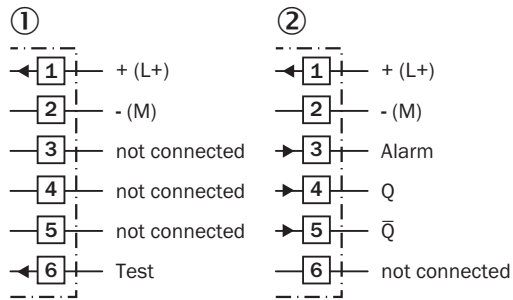 ①
1 + (L+)
2 - (M)
3 not connected
4 not connected
5 not connected
6 Test
②
1 + (L+)
2 - (M)
3 Alarm
4 Q
5 Q̅
6 not connected